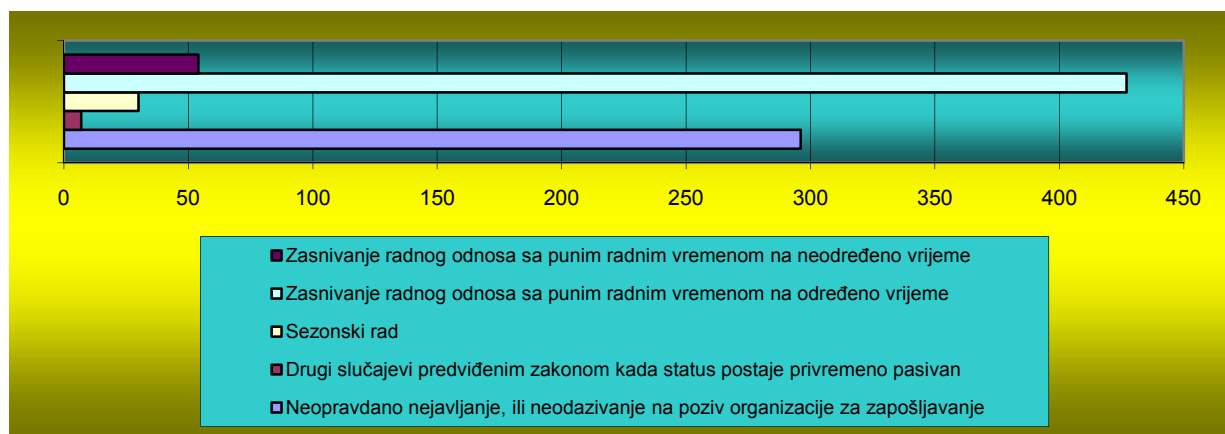 0 50 100 150 200 250 300 350 400 450
Zasnivanje radnog odnosa sa punim radnim vremenom na neodređeno vrijeme
Zasnivanje radnog odnosa sa punim radnim vremenom na određeno vrijeme
Sezonski rad
Drugi slučajevi predviđenim zakonom kada status postaje privremeno pasivan
Neopravdano nejavljanje, ili neodazivanje na poziv organizacije za zapošljavanje